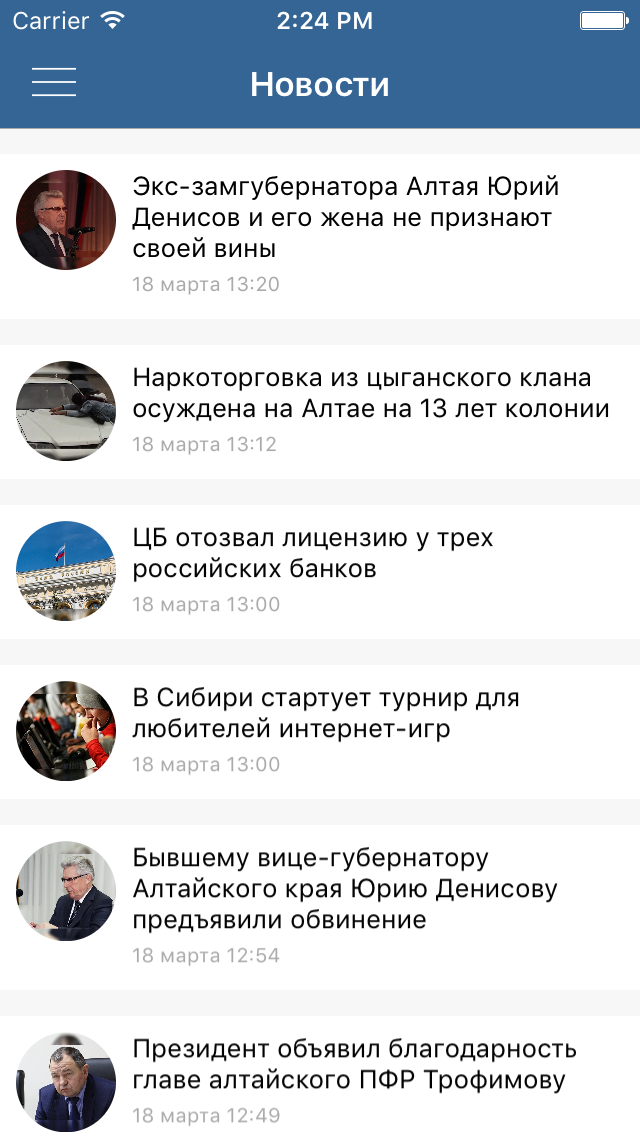 Carrier 2:24 PM
Новости
Экс-замгубернатора Алтая Юрий
Денисов и его жена не признают
своей вины
18 марта 13:20
Наркоторговка из цыганского клана
осуждена на Алтае на 13 лет колонии
18 марта 13:12
ЦБ отозвал лицензию у трех
российских банков
18 марта 13:00
В Сибири стартует турнир для
любителей интернет-игр
18 марта 13:00
Бывшему вице-губернатору
Алтайского края Юрию Денисову
предъявили обвинение
18 марта 12:54
Президент объявил благодарность
главе алтайского ПФР Трофимову
18 марта 12:49